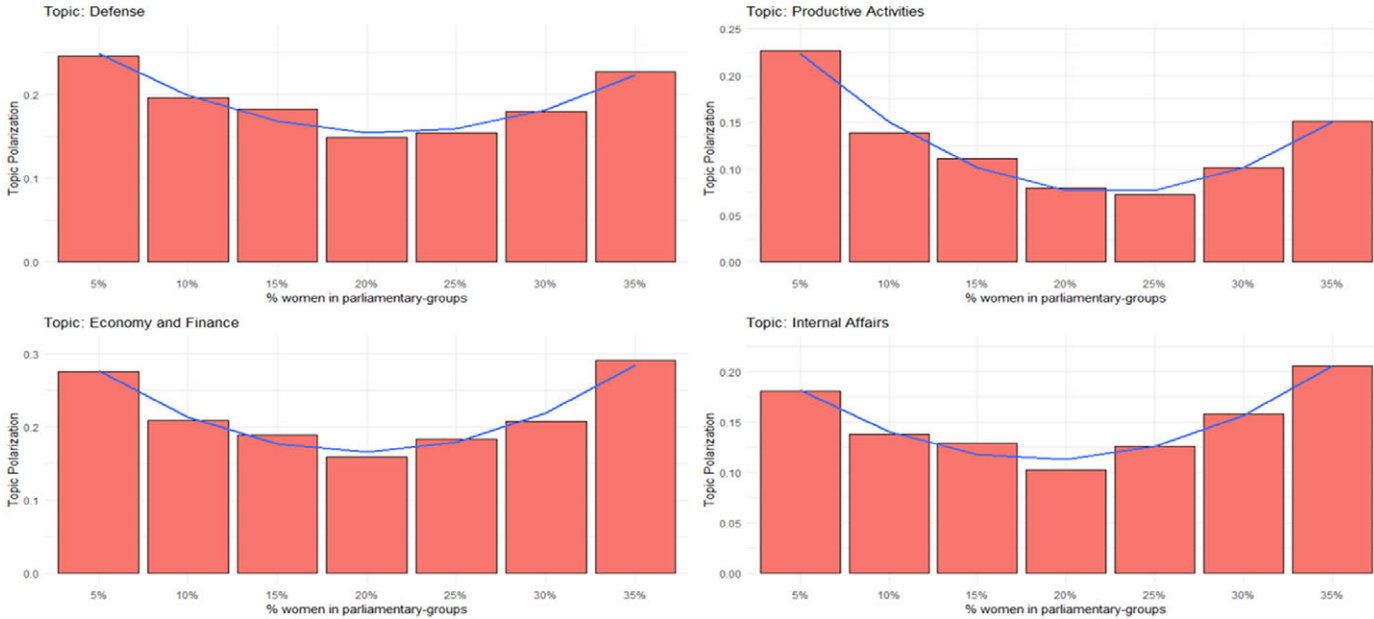 Topic: Defense
Topic Polarization
0.2
0.1
0.0
5% 10% 15% 20% 25% 30% 35%
% women in parliamentary-groups
Topic: Productive Activities
Topic Polarization
0.25
0.20
0.15
0.10
0.05
0.00
5% 10% 15% 20% 25% 30% 35%
% women in parliamentary-groups
Topic: Economy and Finance
Topic Polarization
0.3
0.2
0.1
0.0
5% 10% 15% 20% 25% 30% 35%
% women in parliamentary-groups
Topic: Internal Affairs
Topic Polarization
0.20
0.15
0.10
0.05
0.00
5% 10% 15% 20% 25% 30% 35%
% women in parliamentary-groups